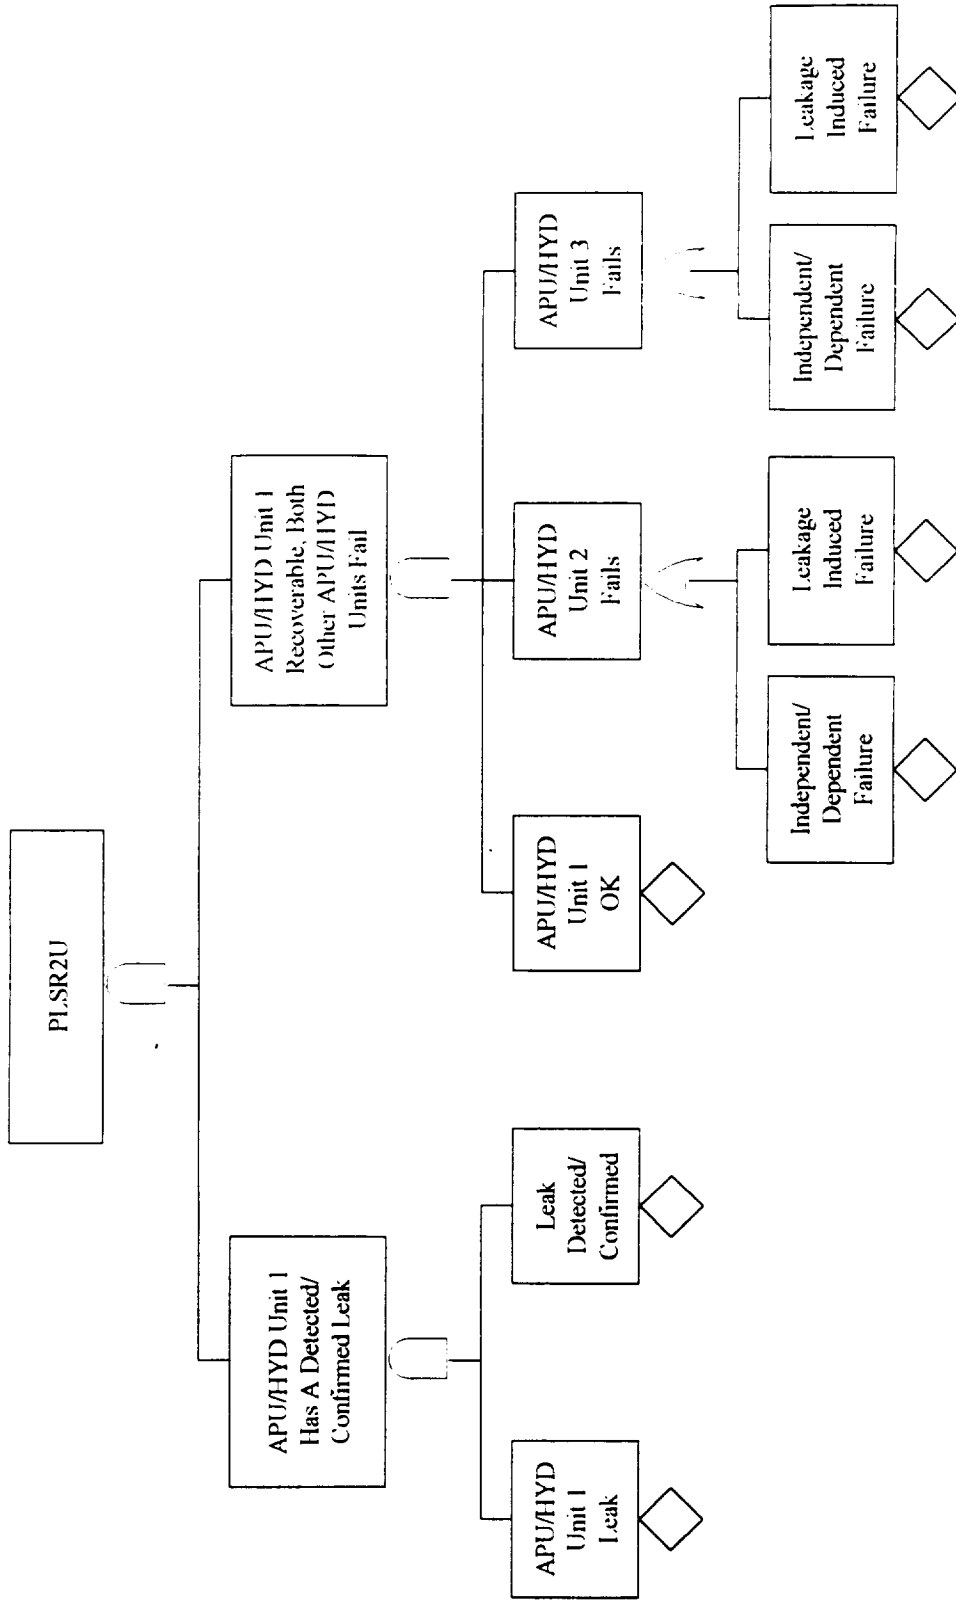 PLSR2U
APU/HYD Unit 1
Has A Detected/
Confirmed Leak
APU/HYD Unit 1
Recoverable, Both
Other APU/HYD
Units Fail
APU/HYD
Unit 1
Leak
Leak
Detected/
Confirmed
APU/HYD
Unit 1
OK
APU/HYD
Unit 2
Fails
APU/HYD
Unit 3
Fails
Independent/
Dependent
Failure
Leakage
Induced
Failure
Independent/
Dependent
Failure
Leakage
Induced
Failure